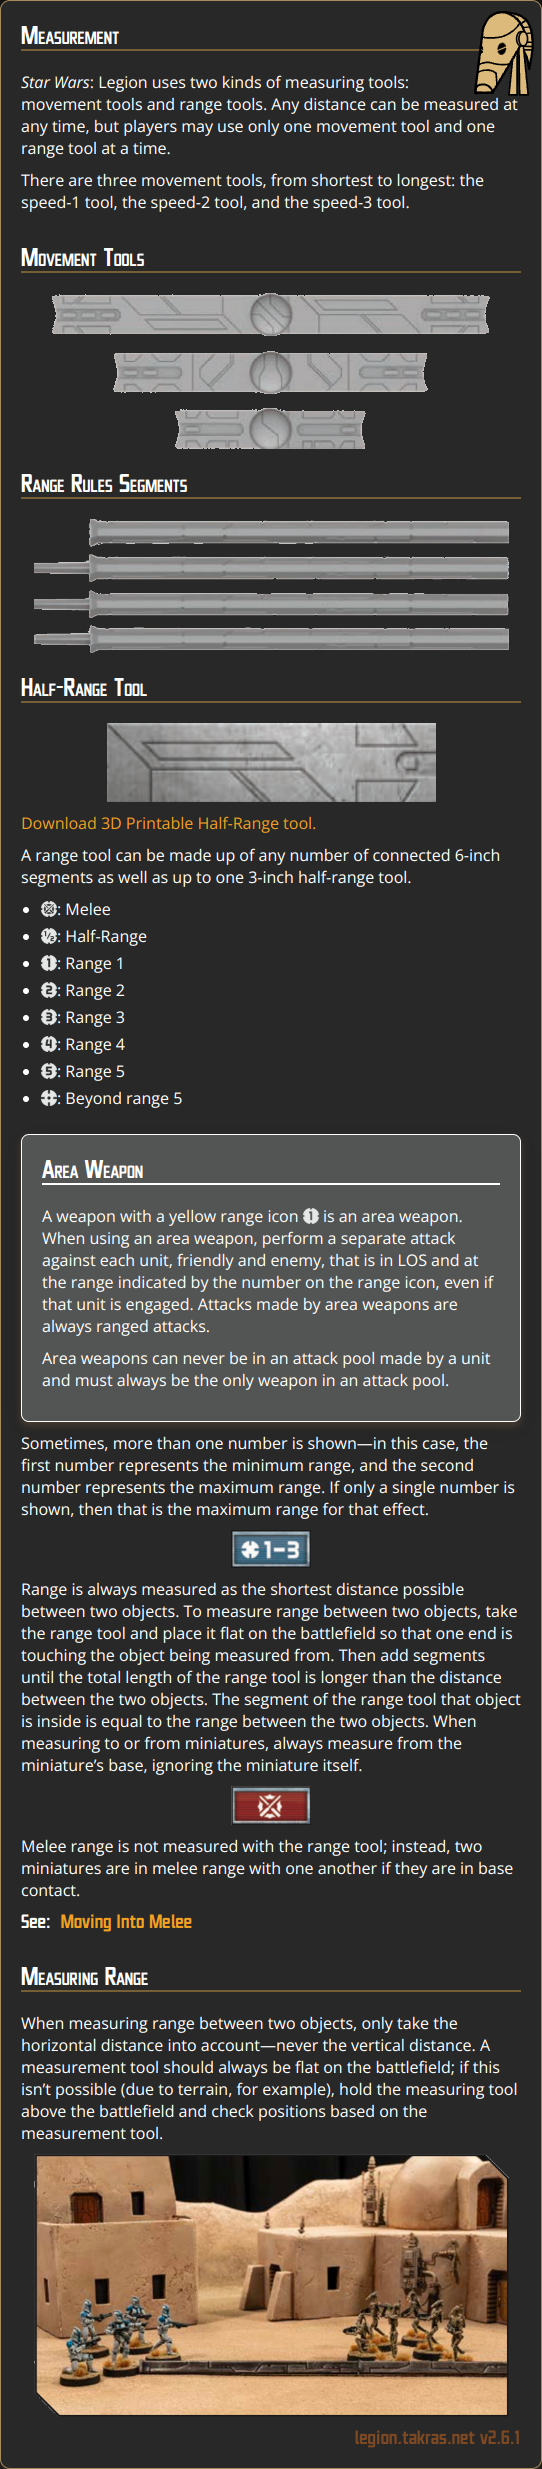 Measurement
Star Wars: Legion uses two kinds of measuring tools:
movement tools and range tools. Any distance can be measured at
any time, but players may use only one movement tool and one
range tool at a time.
There are three movement tools, from shortest to longest: the
speed-1 tool, the speed-2 tool, and the speed-3 tool.
Movement Tools
Range Rules Segments
Half-Range Tool
Download 3D Printable Half-Range tool.
A range tool can be made up of any number of connected 6-inch
segments as well as up to one 3-inch half-range tool.
: Melee
1/2: Half-Range
1: Range 1
2: Range 2
3: Range 3
4: Range 4
5: Range 5
: Beyond range 5
Area Weapon
A weapon with a yellow range icon 1 is an area weapon.
When using an area weapon, perform a separate attack
against each unit, friendly and enemy, that is in LOS and at
the range indicated by the number on the range icon, even if
that unit is engaged. Attacks made by area weapons are
always ranged attacks.
Area weapons can never be in an attack pool made by a unit
and must always be the only weapon in an attack pool.
Sometimes, more than one number is shown—in this case, the
first number represents the minimum range, and the second
number represents the maximum range. If only a single number is
shown, then that is the maximum range for that effect.
1-3
Range is always measured as the shortest distance possible
between two objects. To measure range between two objects, take
the range tool and place it flat on the battlefield so that one end is
touching the object being measured from. Then add segments
until the total length of the range tool is longer than the distance
between the two objects. The segment of the range tool that object
is inside is equal to the range between the two objects. When
measuring to or from miniatures, always measure from the
miniature's base, ignoring the miniature itself.
Melee range is not measured with the range tool; instead, two
miniatures are in melee range with one another if they are in base
contact.
See: Moving Into Melee
Measuring Range
When measuring range between two objects, only take the
horizontal distance into account—never the vertical distance. A
measurement tool should always be flat on the battlefield; if this
isn't possible (due to terrain, for example), hold the measuring tool
above the battlefield and check positions based on the
measurement tool.
legion.takras.net v2.6.1